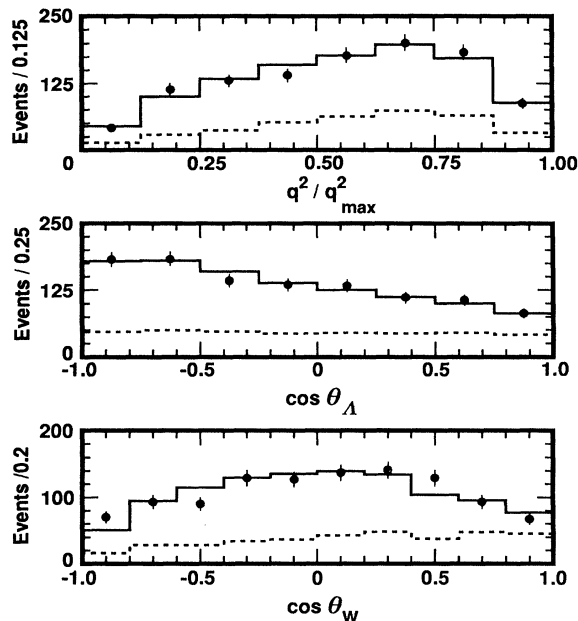 250
125
0
Events / 0.125
0 0.25 0.50 0.75 1.00
q² / q²max
250
125
0
Events / 0.25
-1.0 -0.5 0 0.5 1.0
cos θΛ
200
100
0
Events /0.2
-1.0 -0.5 0 0.5 1.0
cos θW